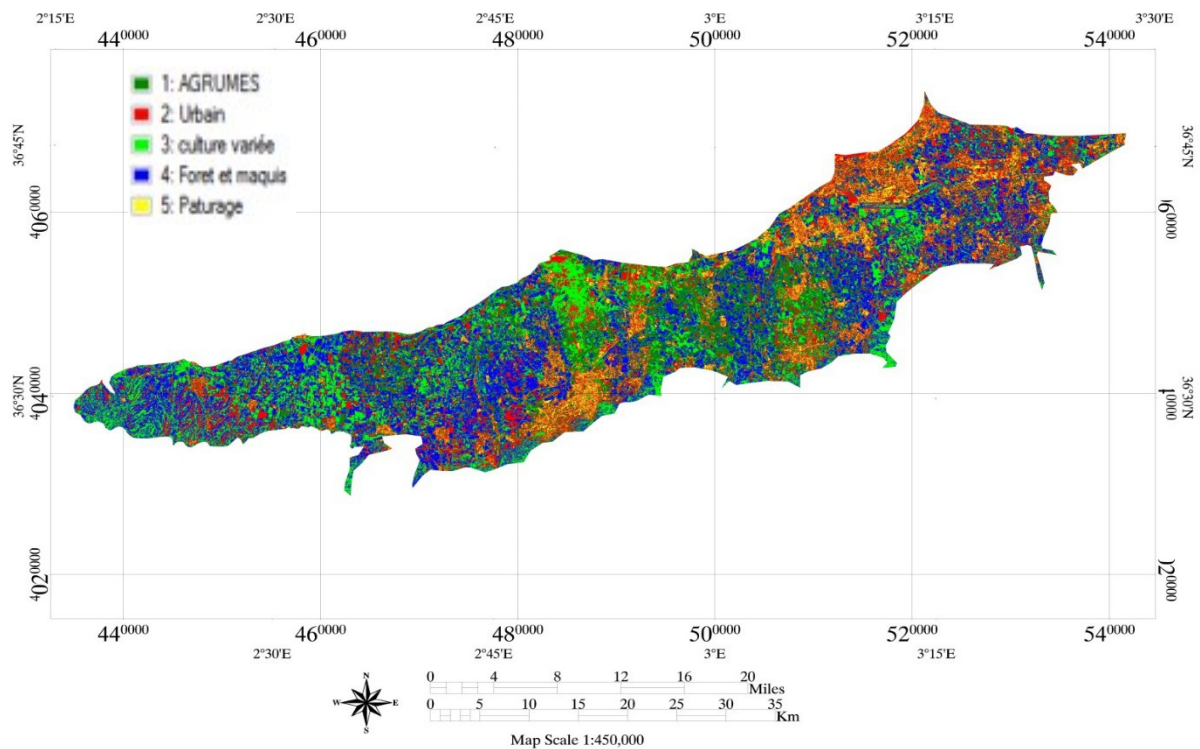 2°15'E 2°30'E 2°45'E 3°E 3°15'E 3°30'E
440000 460000 480000 500000 520000 540000
1: AGRUMES
2: Urbain
3: culture variée
4: Foret et maquis
5: Paturage
36°45'N 36°45'N
4060000 )60000
36°30'N 4040000 40000 36°30'N
4020000 )20000
440000 460000 480000 500000 520000 540000
2°30'E 2°45'E 3°E 3°15'E
N
W E
S
0 4 8 12 16 20
Miles
0 5 10 15 20 25 30 35
Km
Map Scale 1:450,000